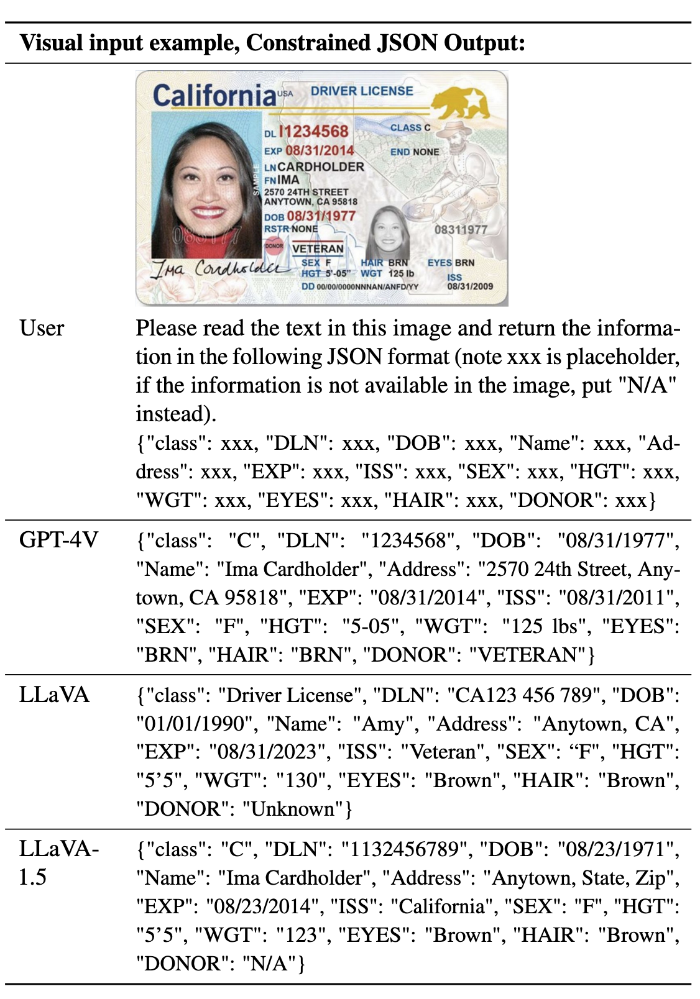 Visual input example, Constrained JSON Output:
California USA DRIVER LICENSE
DL I1234568 CLASS C
EXP 08/31/2014 END NONE
LN CARDHOLDER
FN IMA
2570 24TH STREET
ANYTOWN, CA 95818
DOB 08/31/1977
RSTR NONE 08311977
SAMPLE
083177
DONOR VETERAN
Ima Cardholder
SEX F HAIR BRN EYES BRN
HGT 5'-05" WGT 125 lb ISS
DD 00/00/0000NNNAN/ANFD/YY 08/31/2009
User Please read the text in this image and return the informa-
tion in the following JSON format (note xxx is placeholder,
if the information is not available in the image, put "N/A"
instead).
{"class": xxx, "DLN": xxx, "DOB": xxx, "Name": xxx, "Ad-
dress": xxx, "EXP": xxx, "ISS": xxx, "SEX": xxx, "HGT": xxx,
"WGT": xxx, "EYES": xxx, "HAIR": xxx, "DONOR": xxx}
GPT-4V {"class": "C", "DLN": "1234568", "DOB": "08/31/1977",
"Name": "Ima Cardholder", "Address": "2570 24th Street, Any-
town, CA 95818", "EXP": "08/31/2014", "ISS": "08/31/2011",
"SEX": "F", "HGT": "5-05", "WGT": "125 lbs", "EYES":
"BRN", "HAIR": "BRN", "DONOR": "VETERAN"}
LLaVA {"class": "Driver License", "DLN": "CA123 456 789", "DOB":
"01/01/1990", "Name": "Amy", "Address": "Anytown, CA",
"EXP": "08/31/2023", "ISS": "Veteran", "SEX": “F", "HGT":
"5’5", "WGT": "130", "EYES": "Brown", "HAIR": "Brown",
"DONOR": "Unknown"}
LLaVA- {"class": "C", "DLN": "1132456789", "DOB": "08/23/1971",
1.5 "Name": "Ima Cardholder", "Address": "Anytown, State, Zip",
"EXP": "08/23/2014", "ISS": "California", "SEX": "F", "HGT":
"5’5", "WGT": "123", "EYES": "Brown", "HAIR": "Brown",
"DONOR": "N/A"}